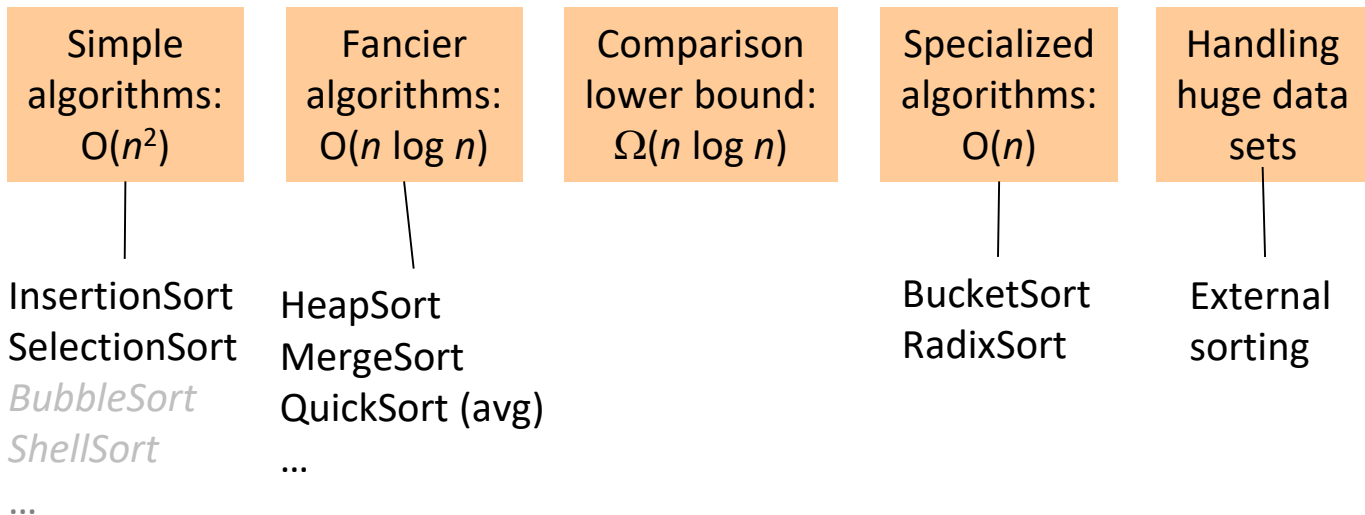 Simple
algorithms:
O(n²)
Fancier
algorithms:
O(n log n)
Comparison
lower bound:
Ω(n log n)
Specialized
algorithms:
O(n)
Handling
huge data
sets
InsertionSort
SelectionSort
BubbleSort
ShellSort
…
HeapSort
MergeSort
QuickSort (avg)
…
BucketSort
RadixSort
External
sorting